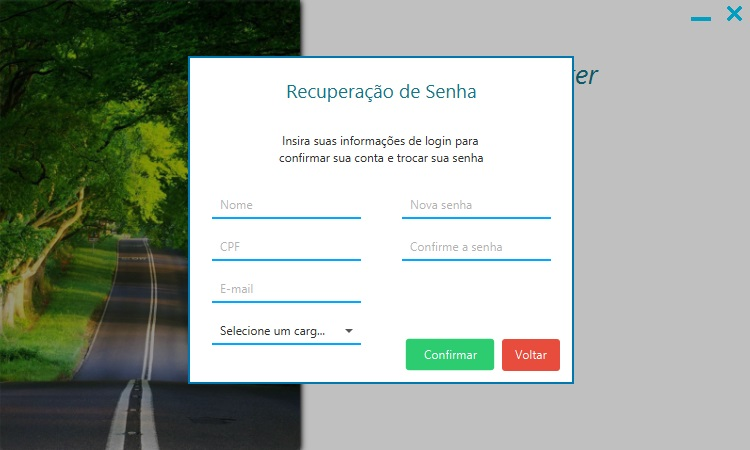 Recuperação de Senha
Insira suas informações de login para
confirmar sua conta e trocar sua senha
Nome
Nova senha
CPF
Confirme a senha
E-mail
Selecione um carg...
Confirmar
Voltar